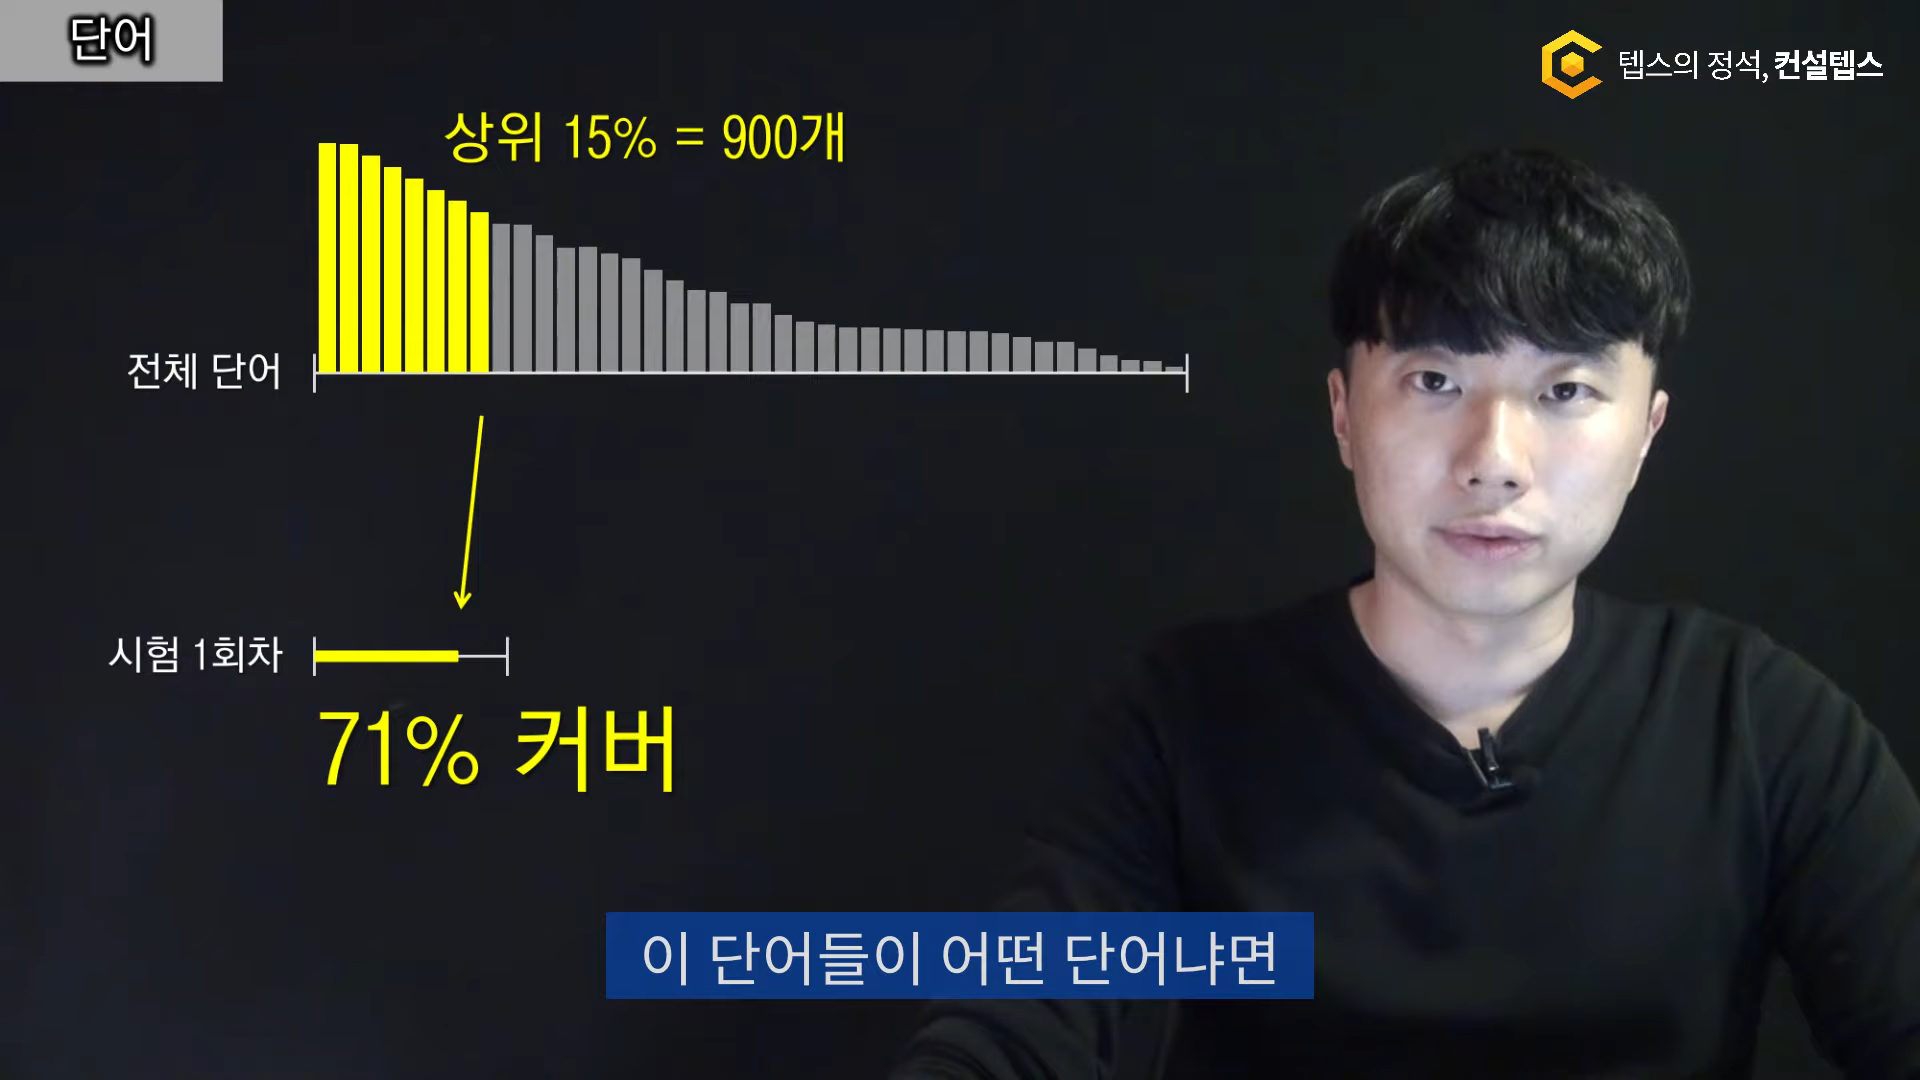 단어
텝스의 정석, 컨설텝스
상위 15% = 900개
전체 단어
시험 1회차
71% 커버
이 단어들이 어떤 단어냐면